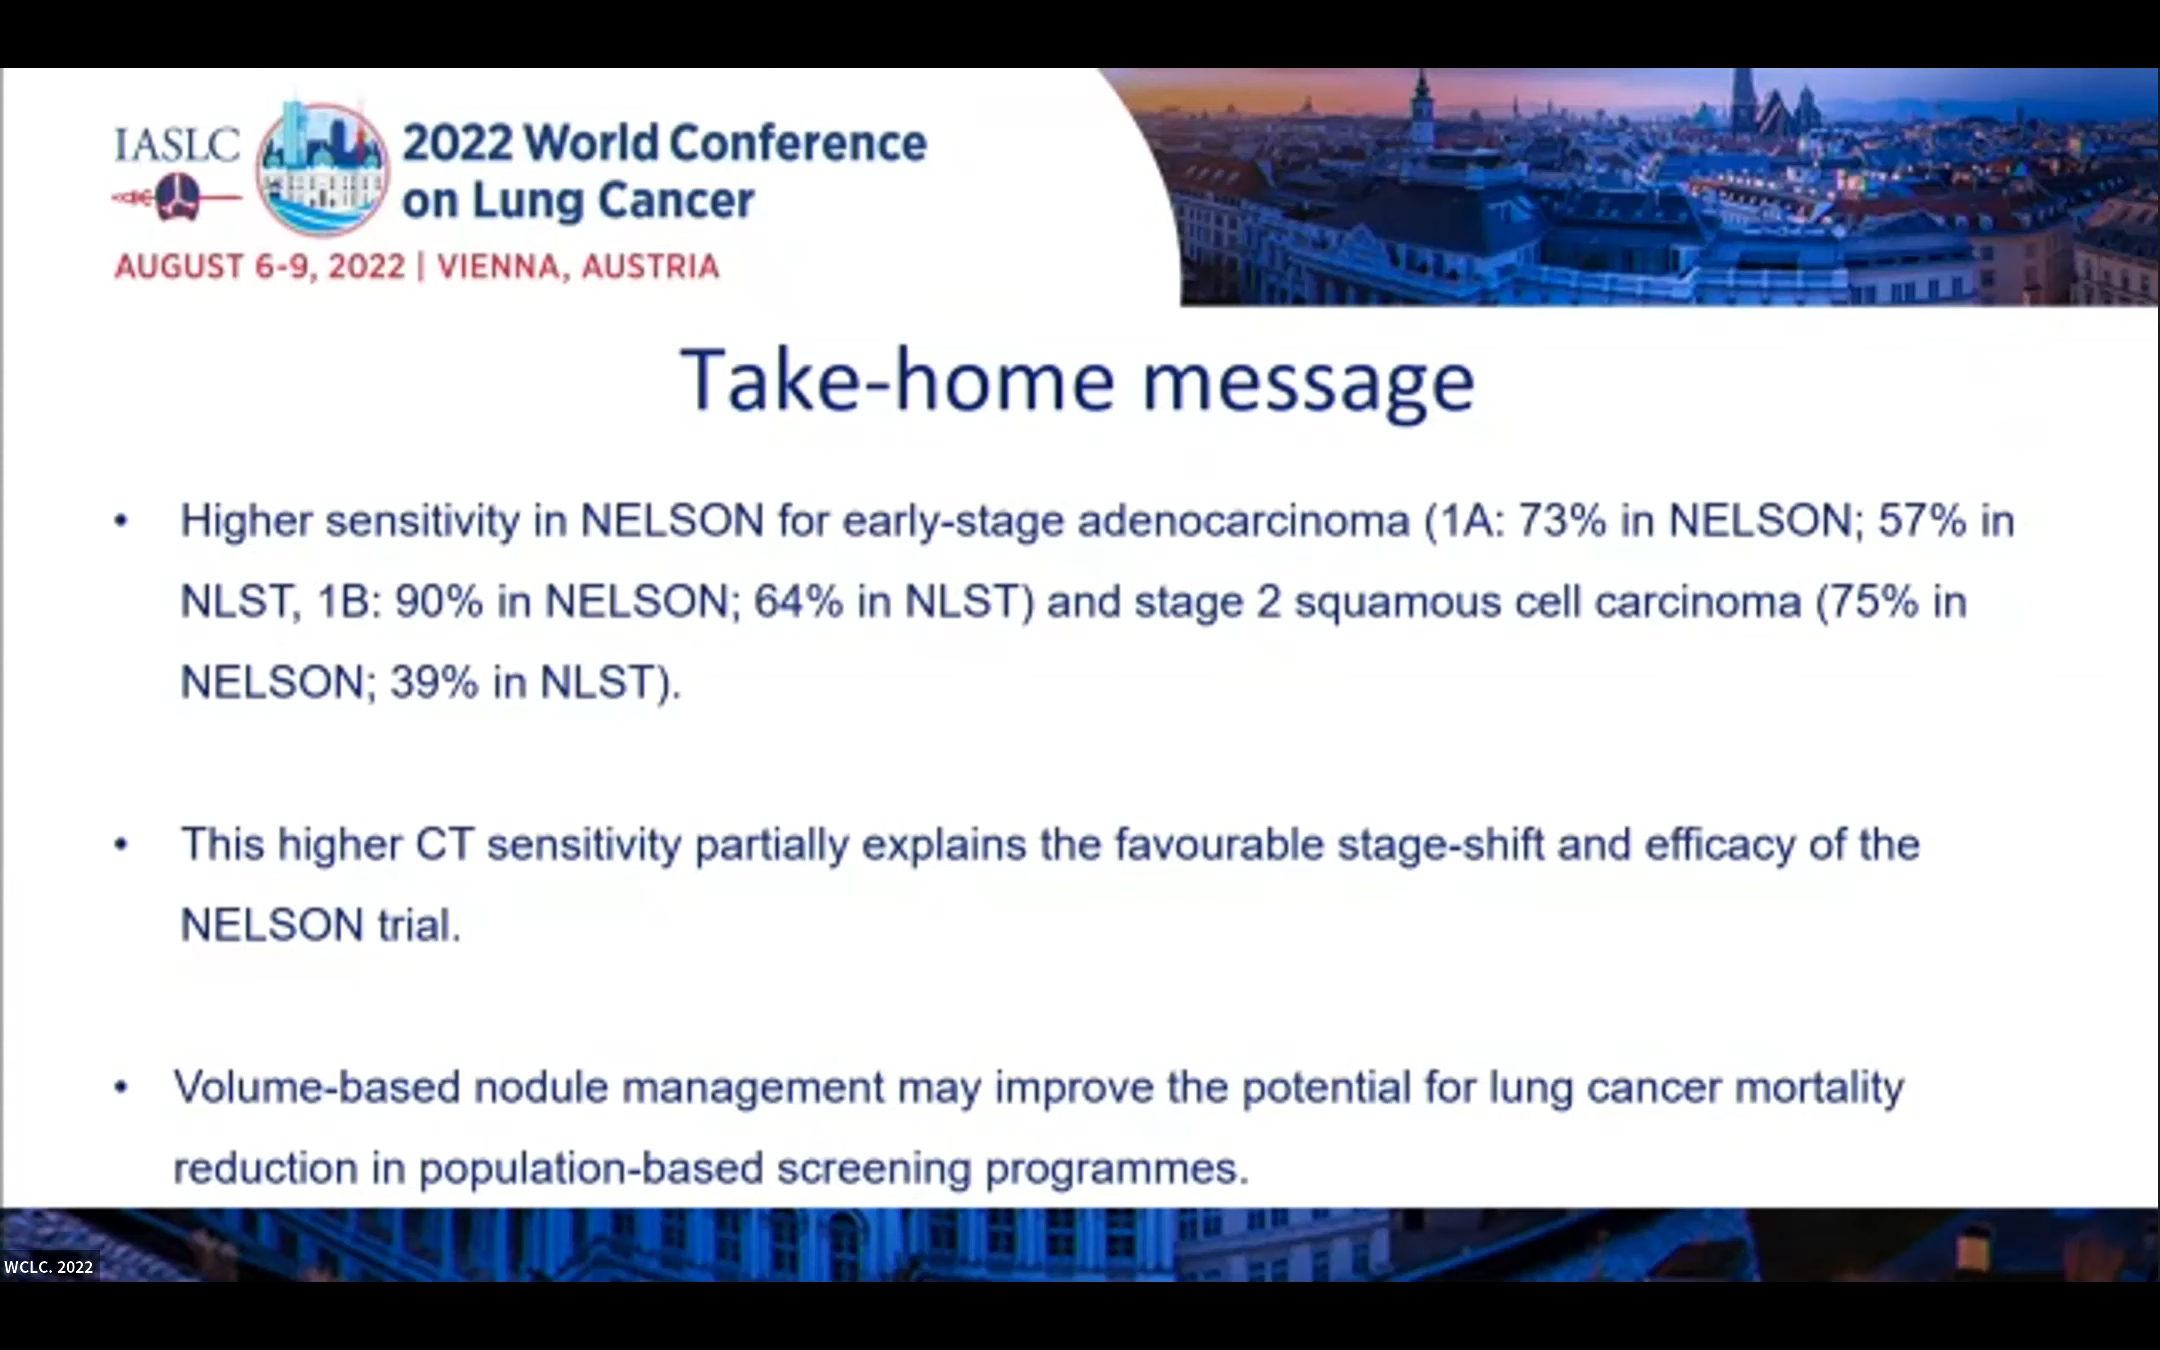 IASLC
2022 World Conference
on Lung Cancer
AUGUST 6-9, 2022 | VIENNA, AUSTRIA
Take-home message
• Higher sensitivity in NELSON for early-stage adenocarcinoma (1A: 73% in NELSON; 57% in
NLST, 1B: 90% in NELSON; 64% in NLST) and stage 2 squamous cell carcinoma (75% in
NELSON; 39% in NLST).
• This higher CT sensitivity partially explains the favourable stage-shift and efficacy of the
NELSON trial.
• Volume-based nodule management may improve the potential for lung cancer mortality
reduction in population-based screening programmes.
WCLC. 2022